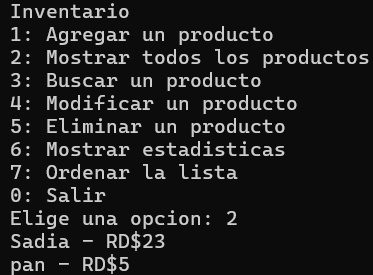 Inventario
1: Agregar un producto
2: Mostrar todos los productos
3: Buscar un producto
4: Modificar un producto
5: Eliminar un producto
6: Mostrar estadisticas
7: Ordenar la lista
0: Salir
Elige una opcion: 2
Sadia - RD$23
pan - RD$5